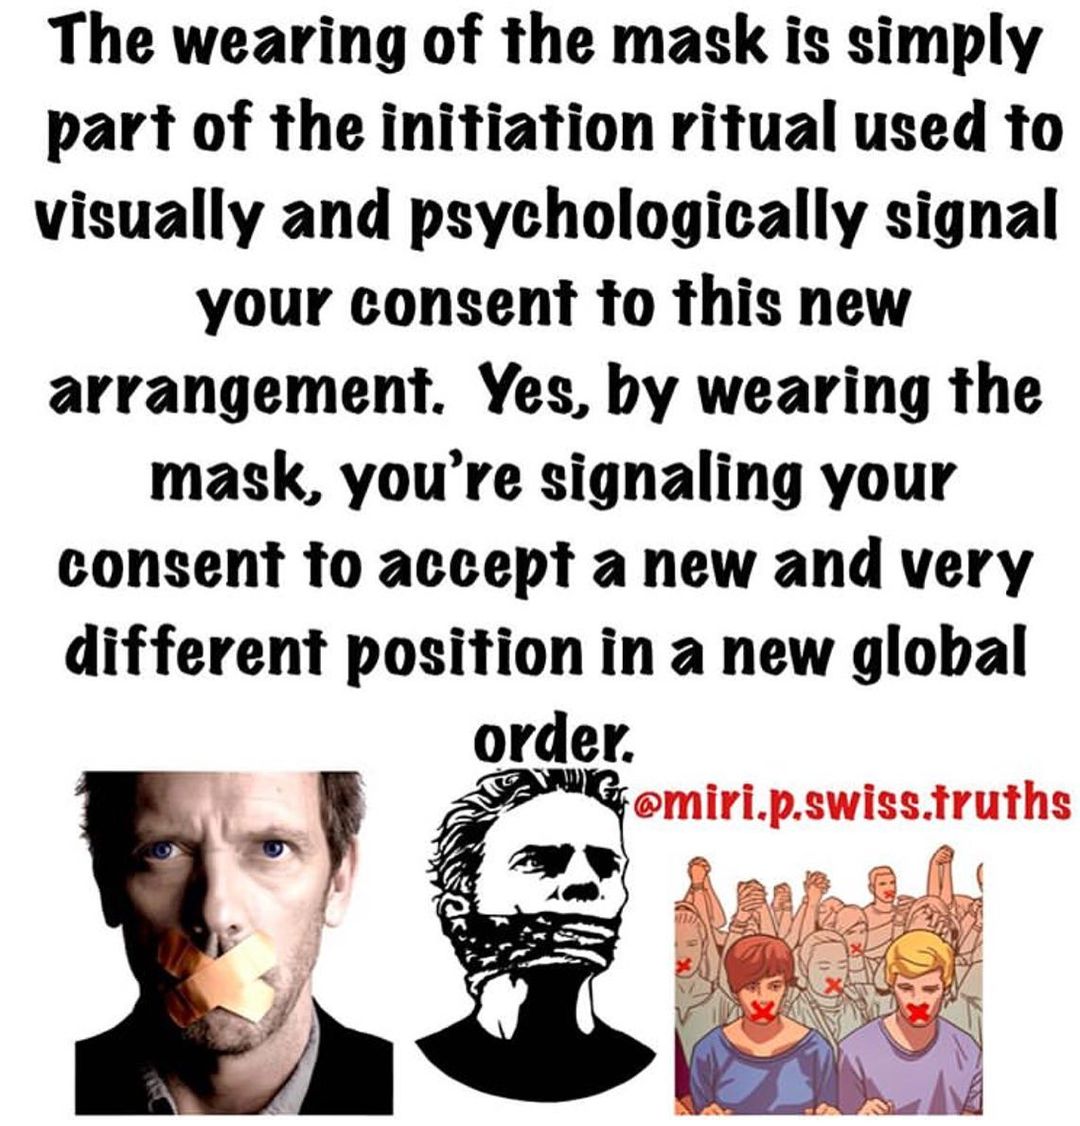 The wearing of the mask is simply
part of the initiation ritual used to
visually and psychologically signal
your consent to this new
arrangement.  Yes, by wearing the
mask, you're signaling your
consent to accept a new and very
different position in a new global
order.
@miri.p.swiss.truths